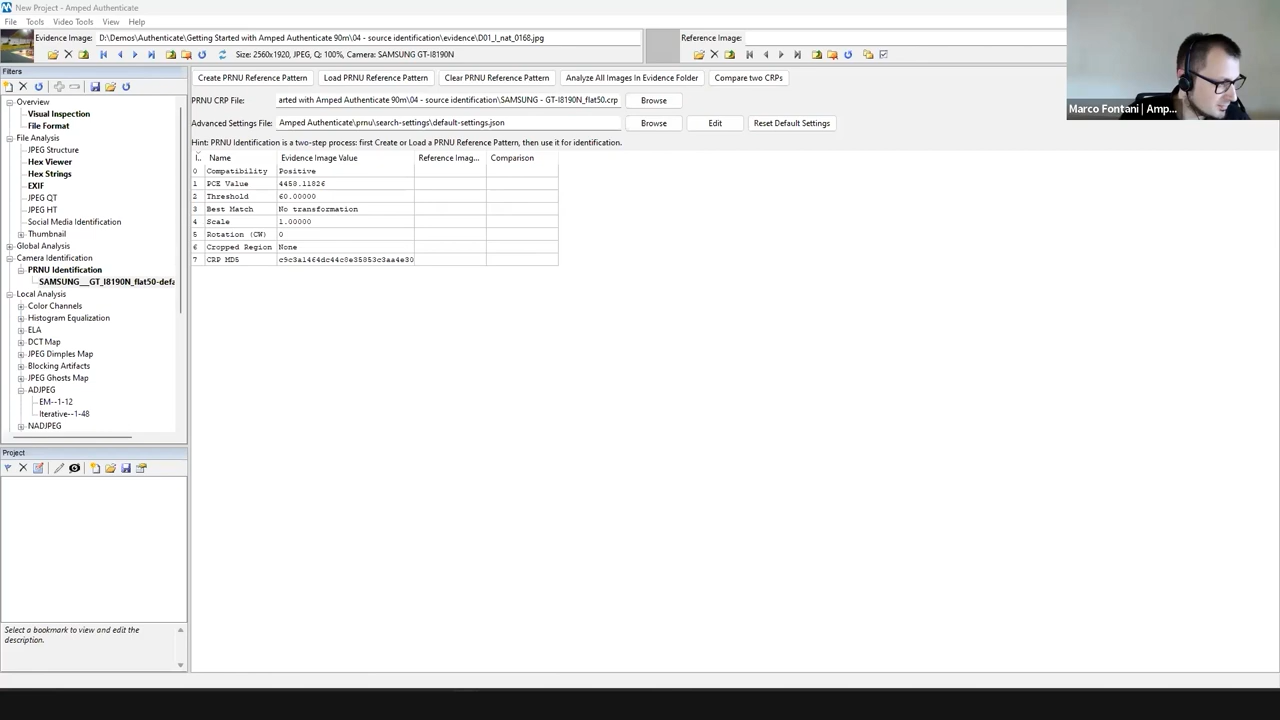 New Project - Amped Authenticate
File Tools Video Tools View Help
Evidence Image: D:\Demos\Authenticate\Getting Started with Amped Authenticate 90m\04 - source identification\evidence\D01_I_nat_0168.jpg
Reference Image:
Size: 2560x1920, JPEG, Q: 100%, Camera: SAMSUNG GT-I8190N
Marco Fontani | Amp...
Filters
Overview
Visual Inspection
File Format
File Analysis
JPEG Structure
Hex Viewer
Hex Strings
EXIF
JPEG QT
JPEG HT
Social Media Identification
Thumbnail
Global Analysis
Camera Identification
PRNU Identification
SAMSUNG__GT_I8190N_flat50-defa
Local Analysis
Color Channels
Histogram Equalization
ELA
DCT Map
JPEG Dimples Map
Blocking Artifacts
JPEG Ghosts Map
ADJPEG
EM--1-12
Iterative--1-48
NADJPEG
Project
Select a bookmark to view and edit the
description.
Create PRNU Reference Pattern Load PRNU Reference Pattern Clear PRNU Reference Pattern Analyze All Images In Evidence Folder Compare two CRPs
PRNU CRP File: arted with Amped Authenticate 90m\04 - source identification\SAMSUNG - GT-I8190N_flat50.crp Browse
Advanced Settings File: Amped Authenticate\prnu\search-settings\default-settings.json Browse Edit Reset Default Settings
Hint: PRNU Identification is a two-step process: first Create or Load a PRNU Reference Pattern, then use it for identification.
Name Evidence Image Value Reference Imag... Comparison
0 Compatibility Positive
1 PCE Value 4458.11826
2 Threshold 60.00000
3 Best Match No transformation
4 Scale 1.00000
5 Rotation (CW) 0
6 Cropped Region None
7 CRP MD5